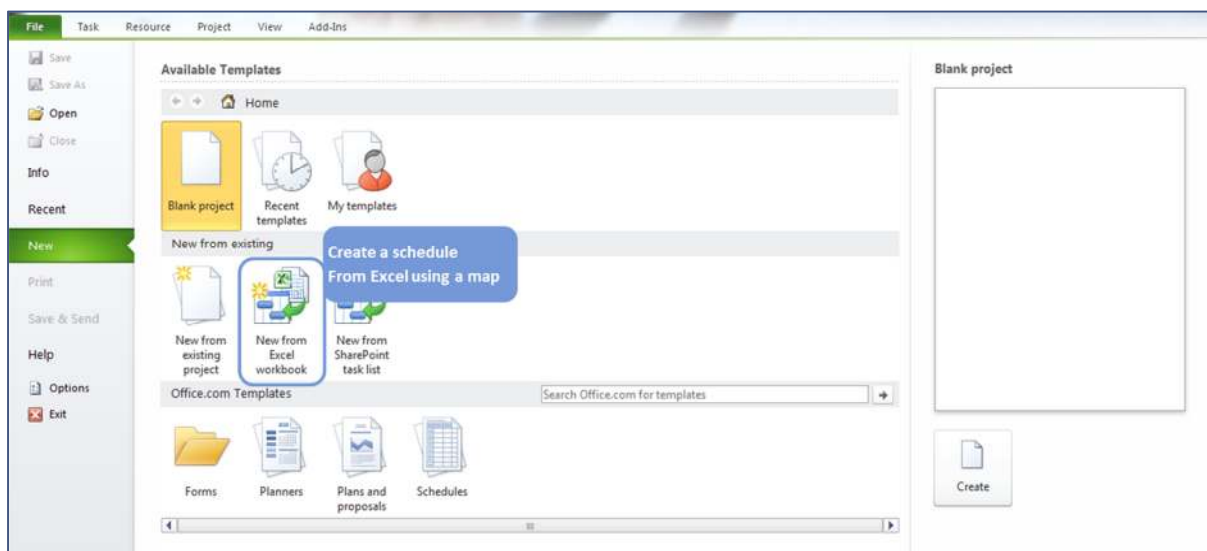 File Task Resource Project View Add-Ins
Save
Save As
Open
Close
Info
Recent
New
Print
Save & Send
Help
Options
Exit
Available Templates
Home
Blank project
Recent
templates
My templates
New from existing
Create a schedule
From Excel using a map
New from
existing
project
New from
Excel
workbook
New from
SharePoint
task list
Office.com Templates
Search Office.com for templates
Forms
Planners
Plans and
proposals
Schedules
Blank project
Create